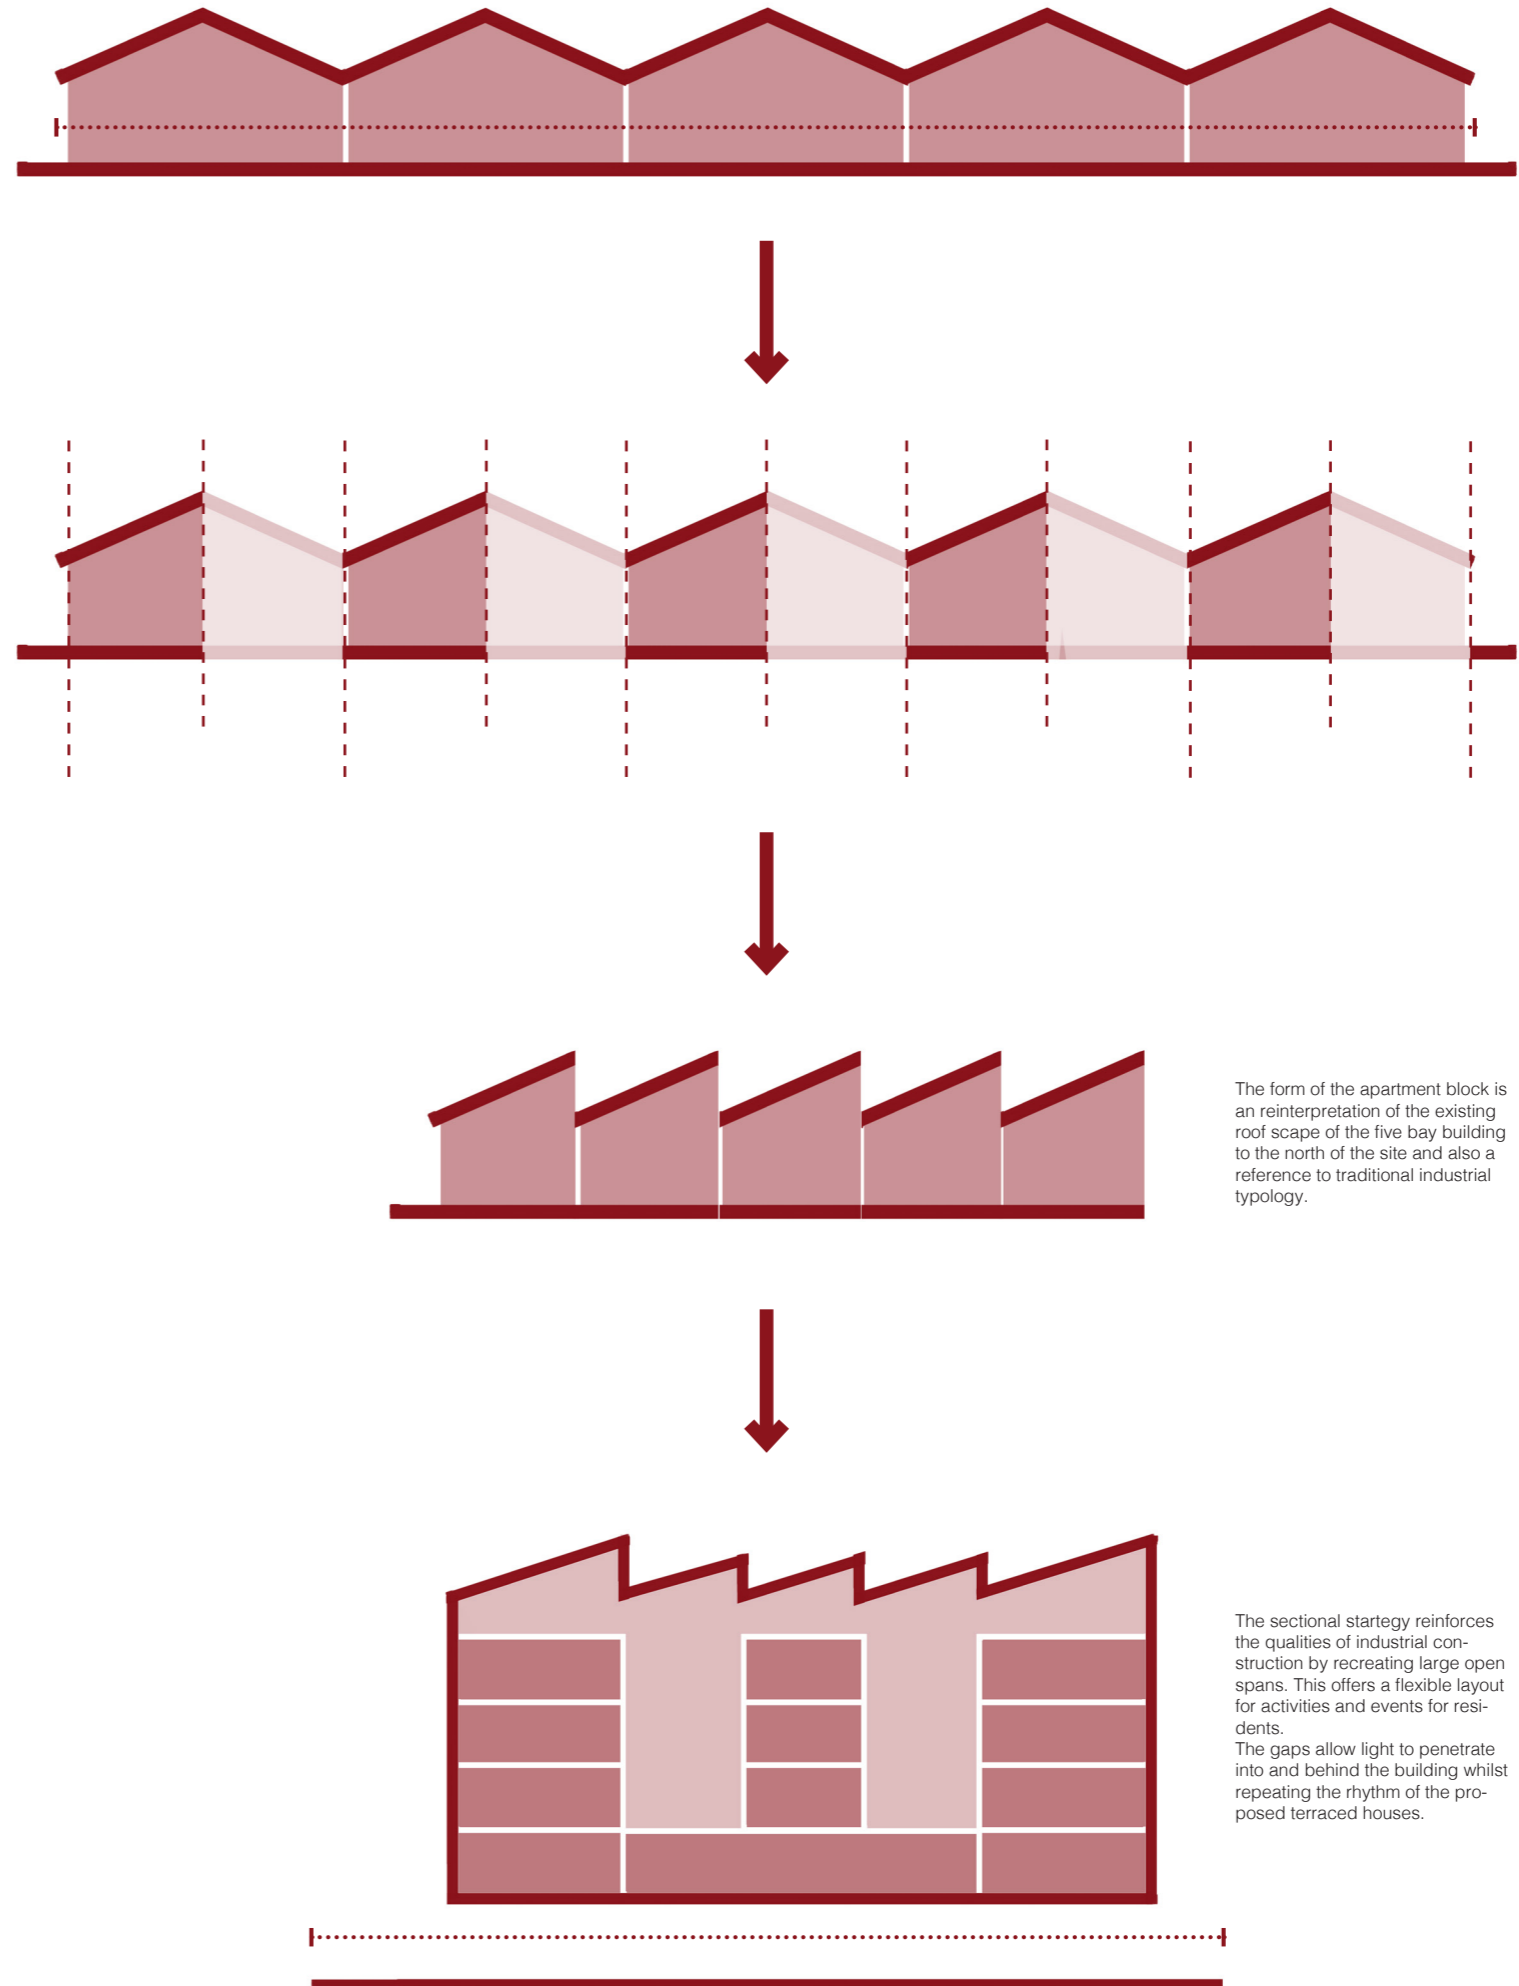 The form of the apartment block is
an reinterpretation of the existing
roof scape of the five bay building
to the north of the site and also a
reference to traditional industrial
typology.
The sectional startegy reinforces
the qualities of industrial con-
struction by recreating large open
spans. This offers a flexible layout
for activities and events for resi-
dents.
The gaps allow light to penetrate
into and behind the building whilst
repeating the rhythm of the pro-
posed terraced houses.